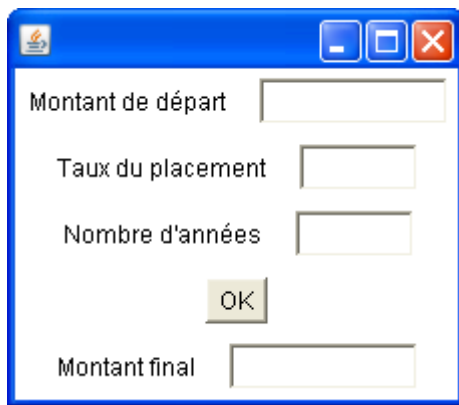 Montant de départ
Taux du placement
Nombre d'années
OK
Montant final